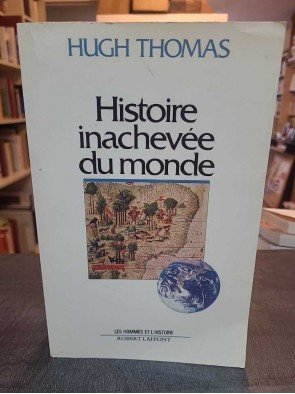 HUGH THOMAS
Histoire
inachevée
du monde
LES HOMMES ET L'HISTOIRE
ROBERT LAFFONT